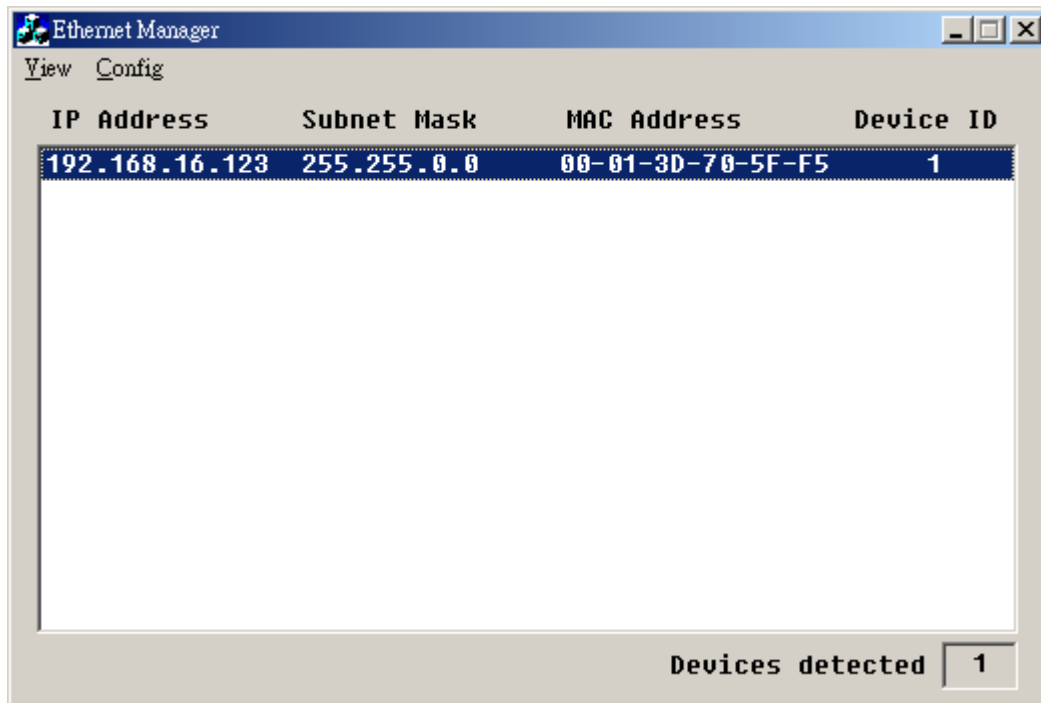 Ethernet Manager
View Config
IP Address Subnet Mask MAC Address Device ID
192.168.16.123 255.255.0.0 00-01-3D-70-5F-F5 1
Devices detected 1